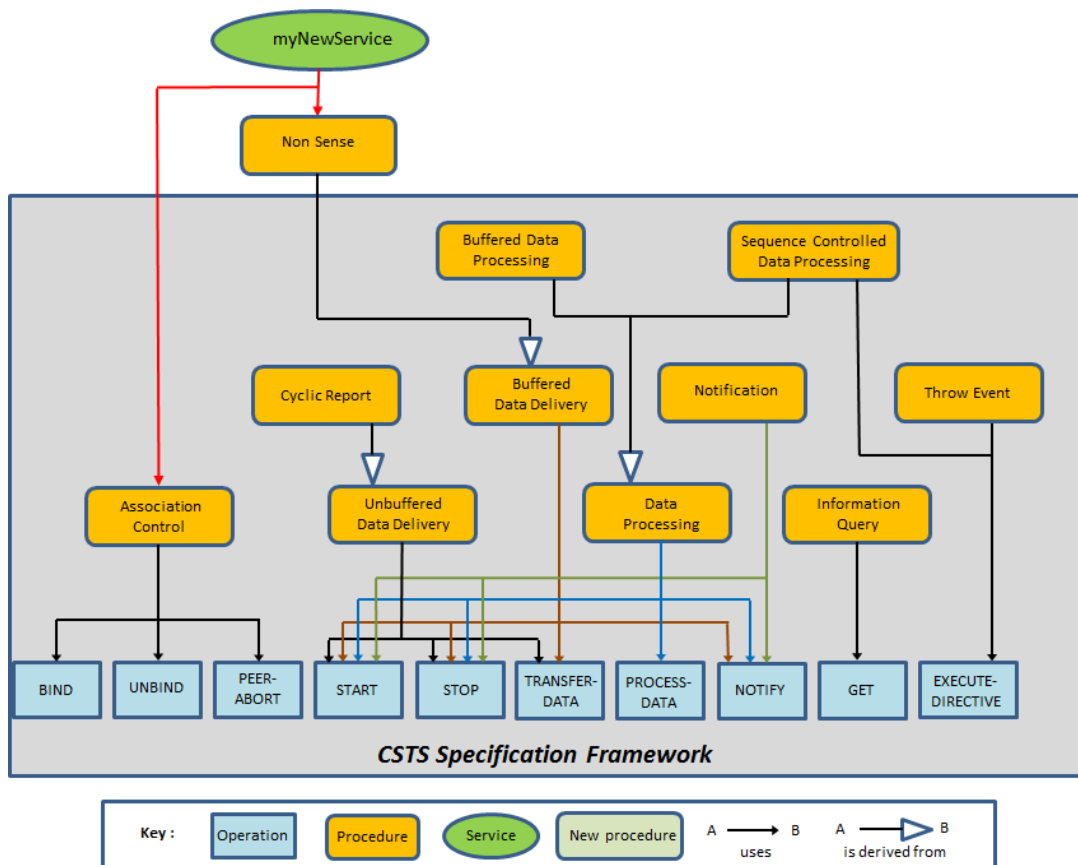 myNewService
Non Sense
Buffered Data
Processing
Sequence Controlled
Data Processing
Cyclic Report
Buffered
Data Delivery
Notification
Throw Event
Association
Control
Unbuffered
Data Delivery
Data
Processing
Information
Query
BIND
UNBIND
PEER-
ABORT
START
STOP
TRANSFER-
DATA
PROCESS-
DATA
NOTIFY
GET
EXECUTE-
DIRECTIVE
CSTS Specification Framework
Key :
Operation
Procedure
Service
New procedure
A B
uses
A B
is derived from